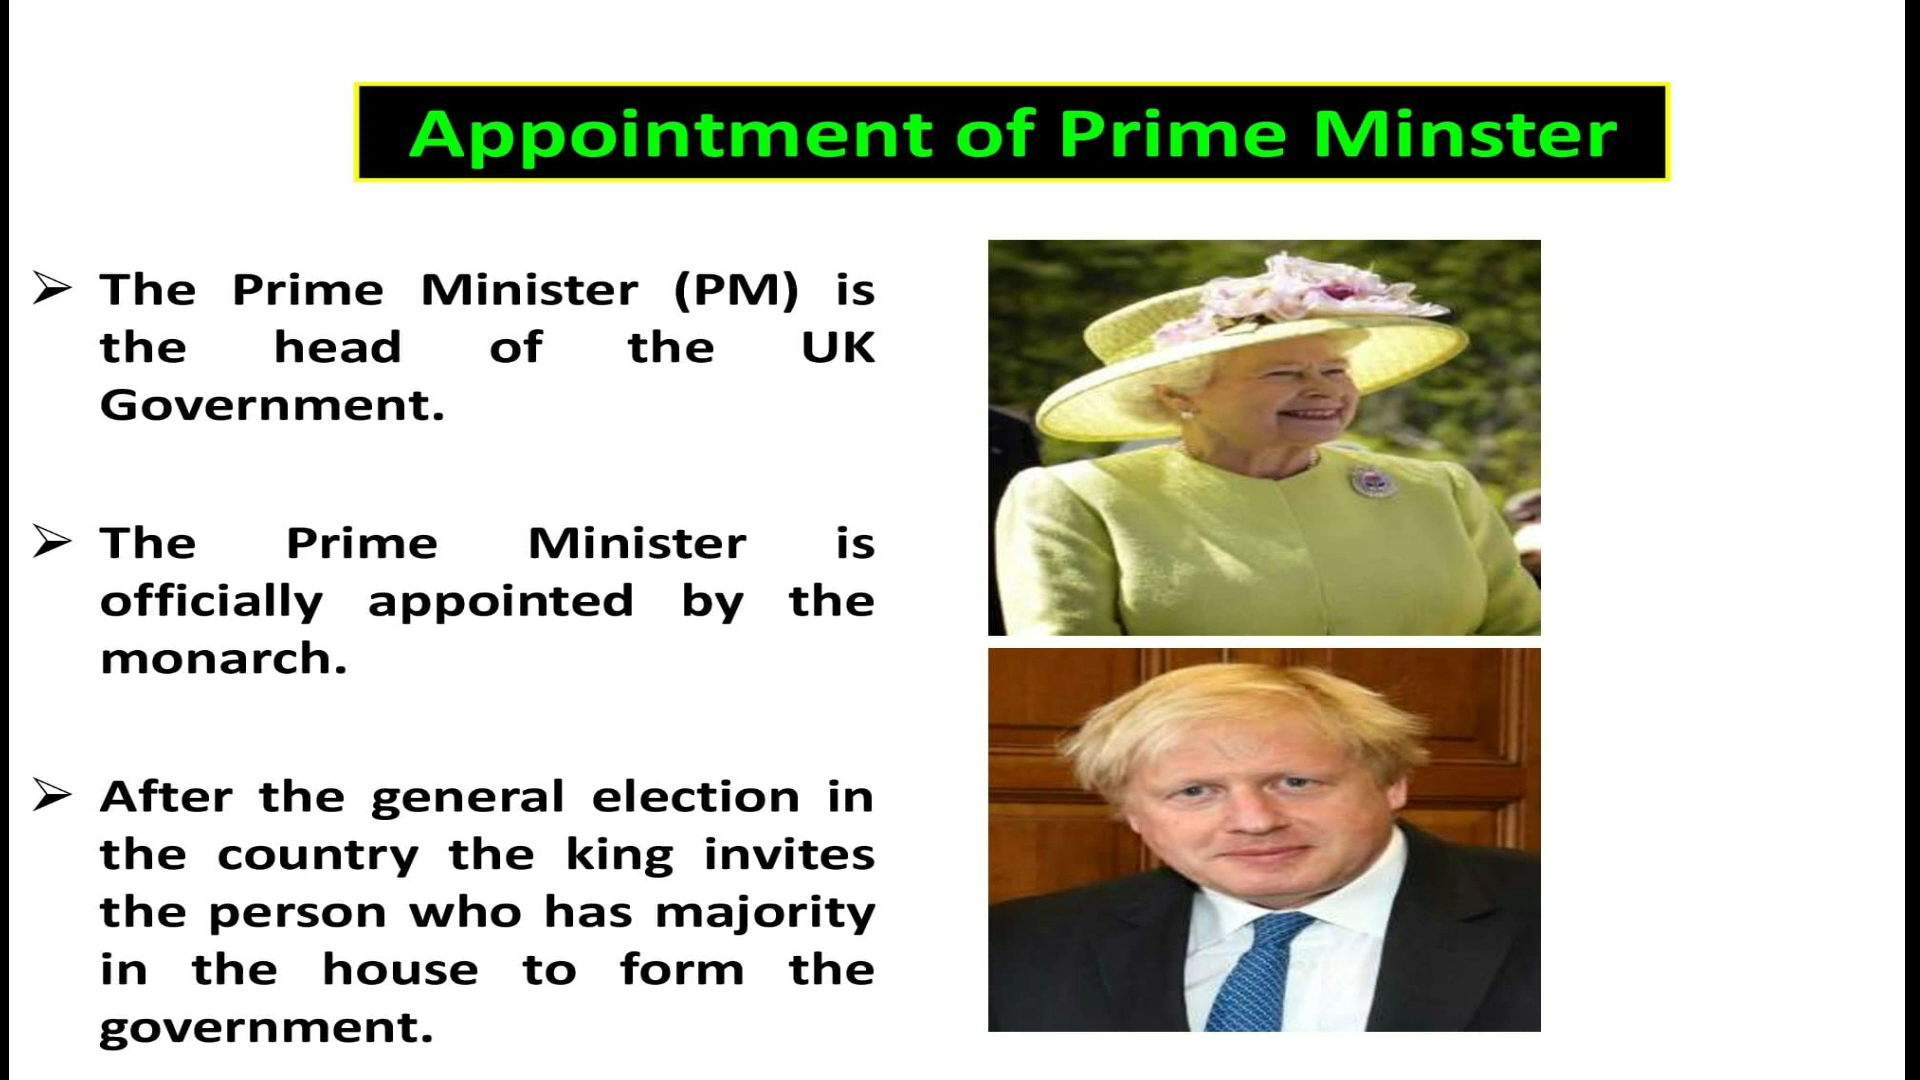 Appointment of Prime Minster
➢ The Prime Minister (PM) is
the head of the UK
Government.
➢ The Prime Minister is
officially appointed by the
monarch.
➢ After the general election in
the country the king invites
the person who has majority
in the house to form the
government.